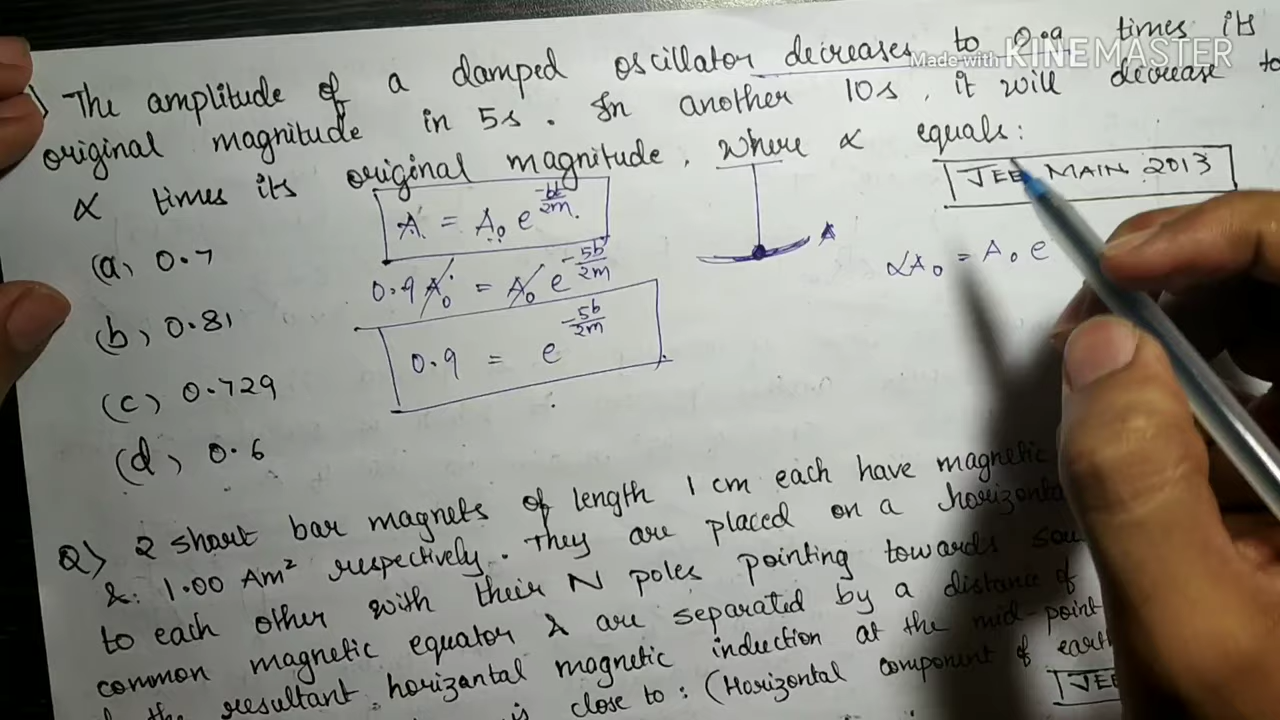 The amplitude of a damped oscillator decreases to 0.9 times its
Made with KINEMASTER
original magnitude in 5s. In another 10s, it will decrease to
α times its original magnitude, where α equals:
JEE MAIN 2013
(a) 0.7
(b) 0.81
(c) 0.729
(d) 0.6
A = A₀ e^(-bt/2m)
0.9 A₀ = A₀ e^(-5b/2m)
0.9 = e^(-5b/2m)
A
αA₀ = A₀ e
Q) 2 short bar magnets of length 1 cm each have magnetic
&: 1.00 Am² respectively. They are placed on a horizonta
to each other with their N poles pointing towards sou
common magnetic equator & are separated by a distance of
the resultant horizontal magnetic induction at the mid-point
is close to: (Horizontal component of earth
JEE